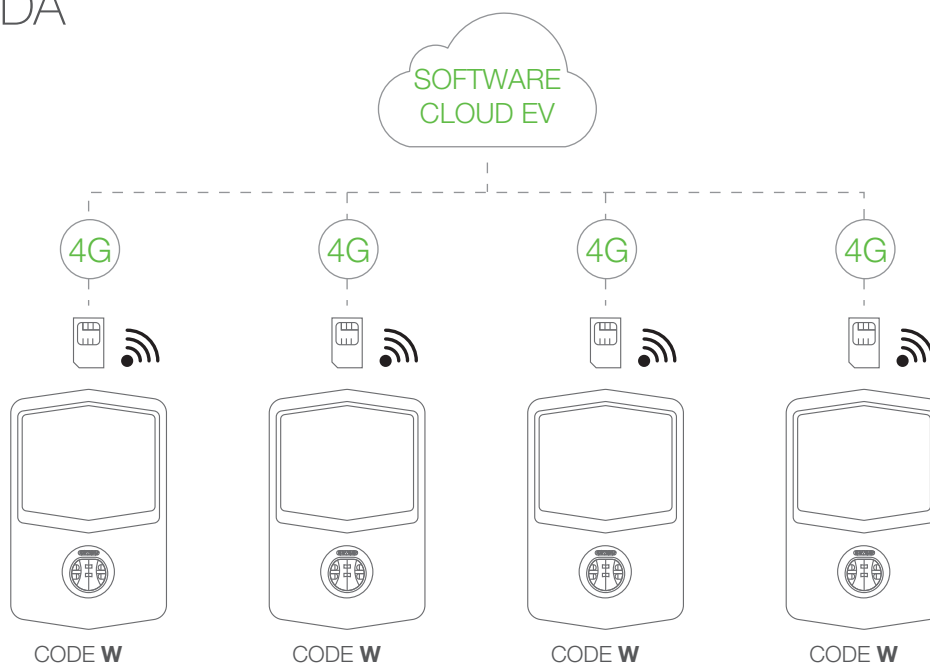 DA
SOFTWARE
CLOUD EV
4G 4G 4G 4G
CODE W CODE W CODE W CODE W